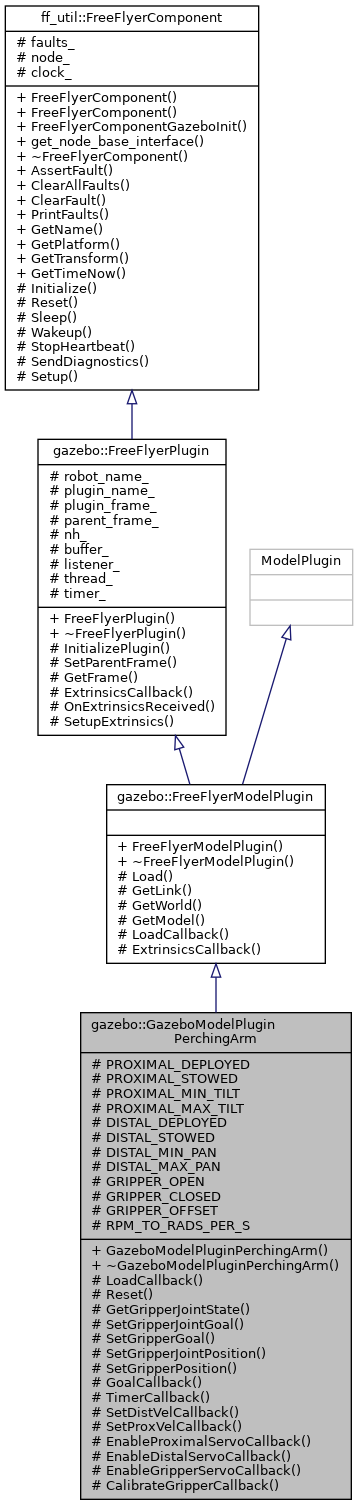 ff_util::FreeFlyerComponent
# faults_
# node_
# clock_
+ FreeFlyerComponent()
+ FreeFlyerComponent()
+ FreeFlyerComponentGazeboInit()
+ get_node_base_interface()
+ ~FreeFlyerComponent()
+ AssertFault()
+ ClearAllFaults()
+ ClearFault()
+ PrintFaults()
+ GetName()
+ GetPlatform()
+ GetTransform()
+ GetTimeNow()
# Initialize()
# Reset()
# Sleep()
# Wakeup()
# StopHeartbeat()
# SendDiagnostics()
# Setup()
gazebo::FreeFlyerPlugin
# robot_name_
# plugin_name_
# plugin_frame_
# parent_frame_
# nh_
# buffer_
# listener_
# thread_
# timer_
+ FreeFlyerPlugin()
+ ~FreeFlyerPlugin()
# InitializePlugin()
# SetParentFrame()
# GetFrame()
# ExtrinsicsCallback()
# OnExtrinsicsReceived()
# SetupExtrinsics()
ModelPlugin
gazebo::FreeFlyerModelPlugin
+ FreeFlyerModelPlugin()
+ ~FreeFlyerModelPlugin()
# Load()
# GetLink()
# GetWorld()
# GetModel()
# LoadCallback()
# ExtrinsicsCallback()
gazebo::GazeboModelPlugin
PerchingArm
# PROXIMAL_DEPLOYED
# PROXIMAL_STOWED
# PROXIMAL_MIN_TILT
# PROXIMAL_MAX_TILT
# DISTAL_DEPLOYED
# DISTAL_STOWED
# DISTAL_MIN_PAN
# DISTAL_MAX_PAN
# GRIPPER_OPEN
# GRIPPER_CLOSED
# GRIPPER_OFFSET
# RPM_TO_RADS_PER_S
+ GazeboModelPluginPerchingArm()
+ ~GazeboModelPluginPerchingArm()
# LoadCallback()
# Reset()
# GetGripperJointState()
# SetGripperJointGoal()
# SetGripperGoal()
# SetGripperJointPosition()
# SetGripperPosition()
# GoalCallback()
# TimerCallback()
# SetDistVelCallback()
# SetProxVelCallback()
# EnableProximalServoCallback()
# EnableDistalServoCallback()
# EnableGripperServoCallback()
# CalibrateGripperCallback()